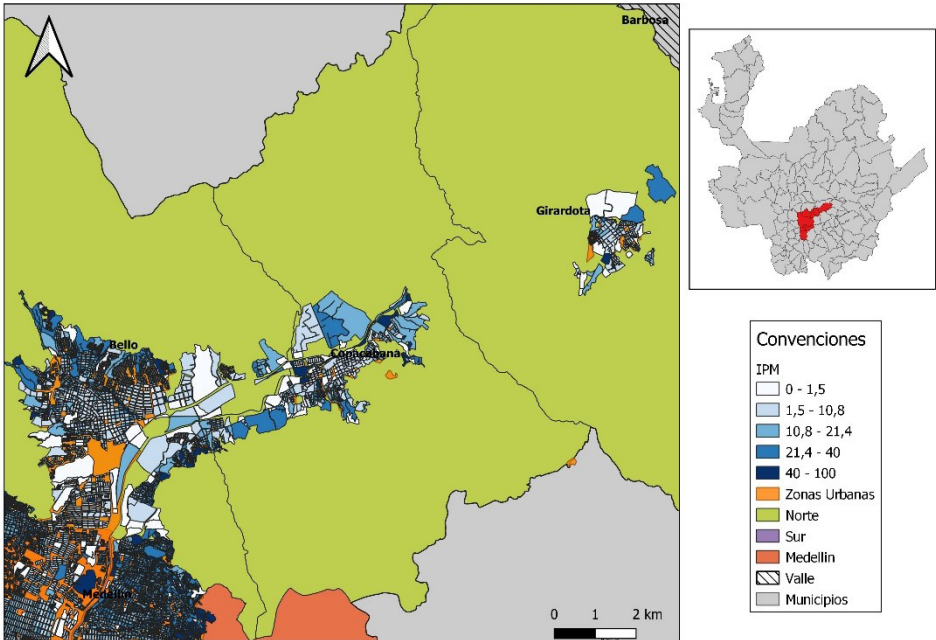 Barbosa
Girardota
Bello
Copacabana
Medellin
0 1 2 km
Convenciones
IPM
0 - 1,5
1,5 - 10,8
10,8 - 21,4
21,4 - 40
40 - 100
Zonas Urbanas
Norte
Sur
Medellin
Valle
Municipios